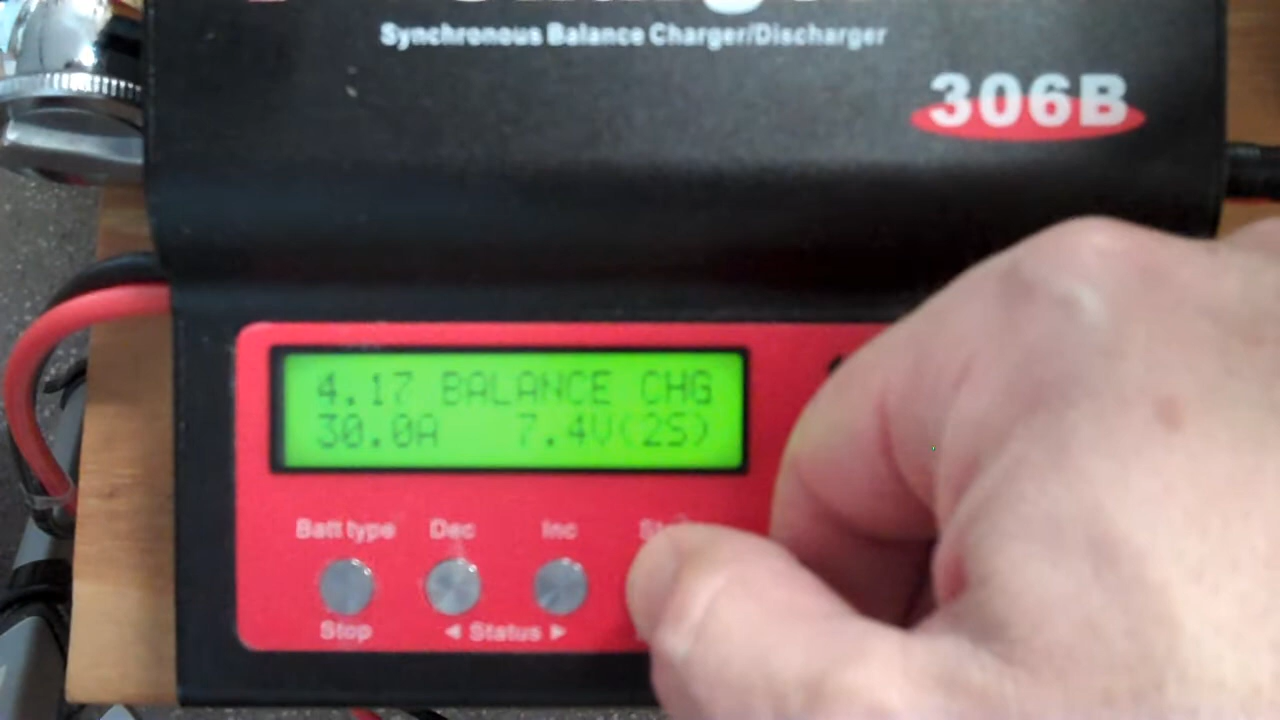 Synchronous Balance Charger/Discharger
306B
4.17 BALANCE CHG
30.0A 7.4V(2S)
Batt type Dec Inc
Stop ◄ Status ►